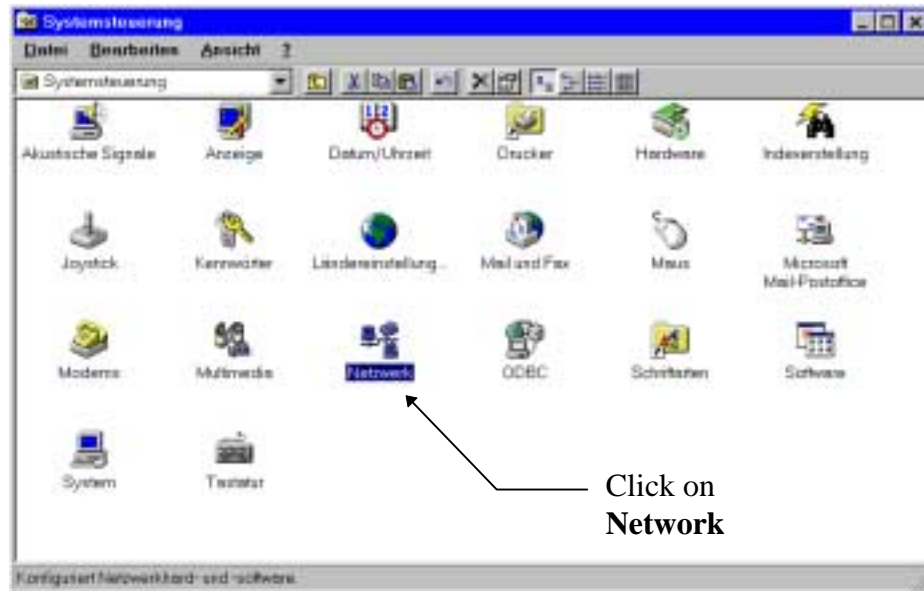 Systemsteuerung
Datei Bearbeiten Ansicht ?
Systemsteuerung
Akustische Signale Anzeige Datum/Uhrzeit Drucker Hardware Indexerstellung
Joystick Kennwörter Ländereinstellung... Mail und Fax Maus Microsoft
Mail-Postoffice
Modems Multimedia Netzwerk ODBC Schriftarten Software
System Tastatur
Click on
Network
Konfiguriert Netzwerkhard- und -software.